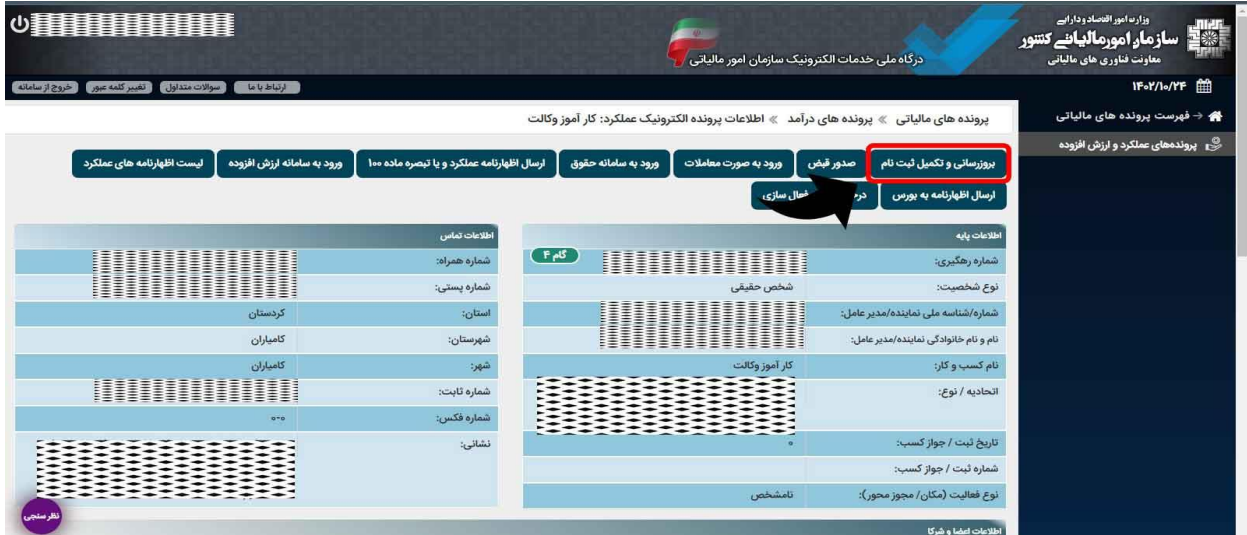 وزارت امور اقتصاد و دارایی
سازمان امور مالیاتی کشور
معاونت فناوری های مالیاتی
درگاه ملی خدمات الکترونیک سازمان امور مالیاتی
۱۴۰۲/۱۰/۲۴
ارتباط با ما
سوالات متداول
تغییر کلمه عبور
خروج از سامانه
فهرست پرونده های مالیاتی
پرونده‌های عملکرد و ارزش افزوده
پرونده های مالیاتی » پرونده های درآمد » اطلاعات پرونده الکترونیک عملکرد: کار آموز وکالت
بروزرسانی و تکمیل ثبت نام
صدور قبض
ورود به صورت معاملات
ورود به سامانه حقوق
ارسال اظهارنامه عملکرد و یا تبصره ماده ۱۰۰
ورود به سامانه ارزش افزوده
لیست اظهارنامه های عملکرد
ارسال اظهارنامه به بورس
فعال سازی
اطلاعات پایه
شماره رهگیری:
گام ۴
نوع شخصیت: شخص حقیقی
شماره/شناسه ملی نماینده/مدیر عامل:
نام و نام خانوادگی نماینده/مدیر عامل:
نام کسب و کار: کار آموز وکالت
اتحادیه / نوع:
تاریخ ثبت / جواز کسب: ۰
شماره ثبت / جواز کسب:
نوع فعالیت (مکان/ مجوز محور): نامشخص
اطلاعات تماس
شماره همراه:
شماره پستی:
استان: کردستان
شهرستان: کامیاران
شهر: کامیاران
شماره ثابت:
شماره فکس: ۰-۰
نشانی:
اطلاعات اعضا و شرکا
نظر سنجی